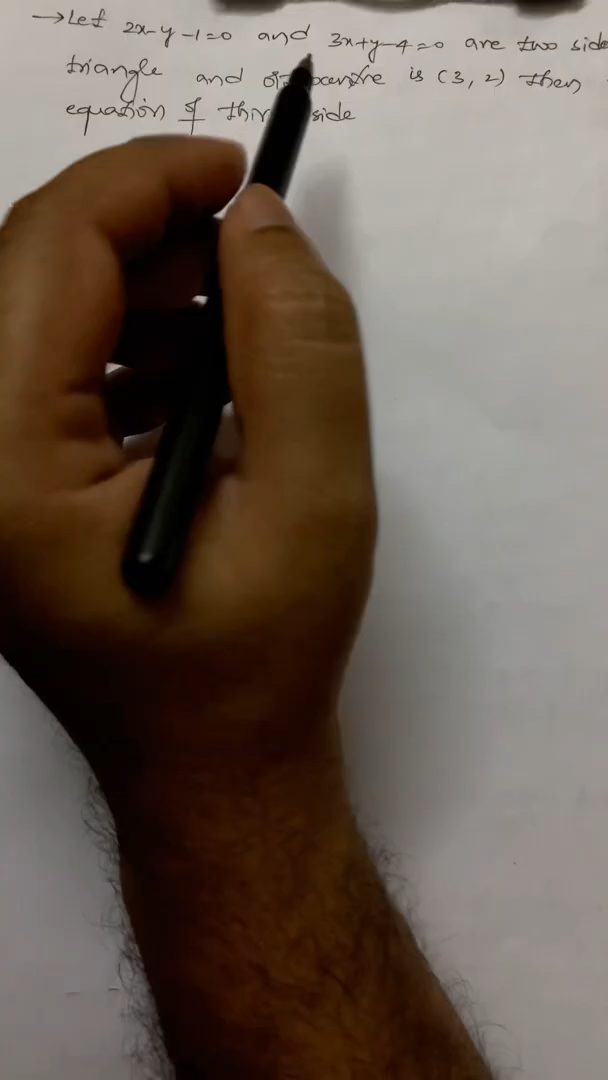 →Let 2x-y-1=0 and 3x+y-4=0 are two side
triangle and is (3, 2) then
equation of side